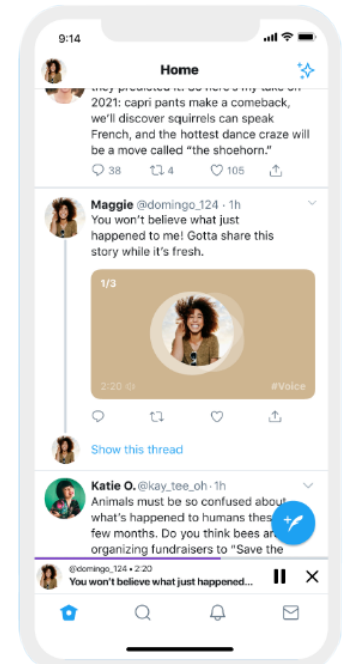 9:14
Home
they predicted it. So here's my take on
2021: capri pants make a comeback,
we'll discover squirrels can speak
French, and the hottest dance craze will
be a move called “the shoehorn.”
38 4 105
Maggie @domingo_124 · 1h
You won't believe what just
happened to me! Gotta share this
story while it's fresh.
1/3
2:20
#Voice
Show this thread
Katie O. @kay_tee_oh · 1h
Animals must be so confused about
what's happened to humans these
few months. Do you think bees are
organizing fundraisers to “Save the
@domingo_124 • 2:20
You won't believe what just happened...